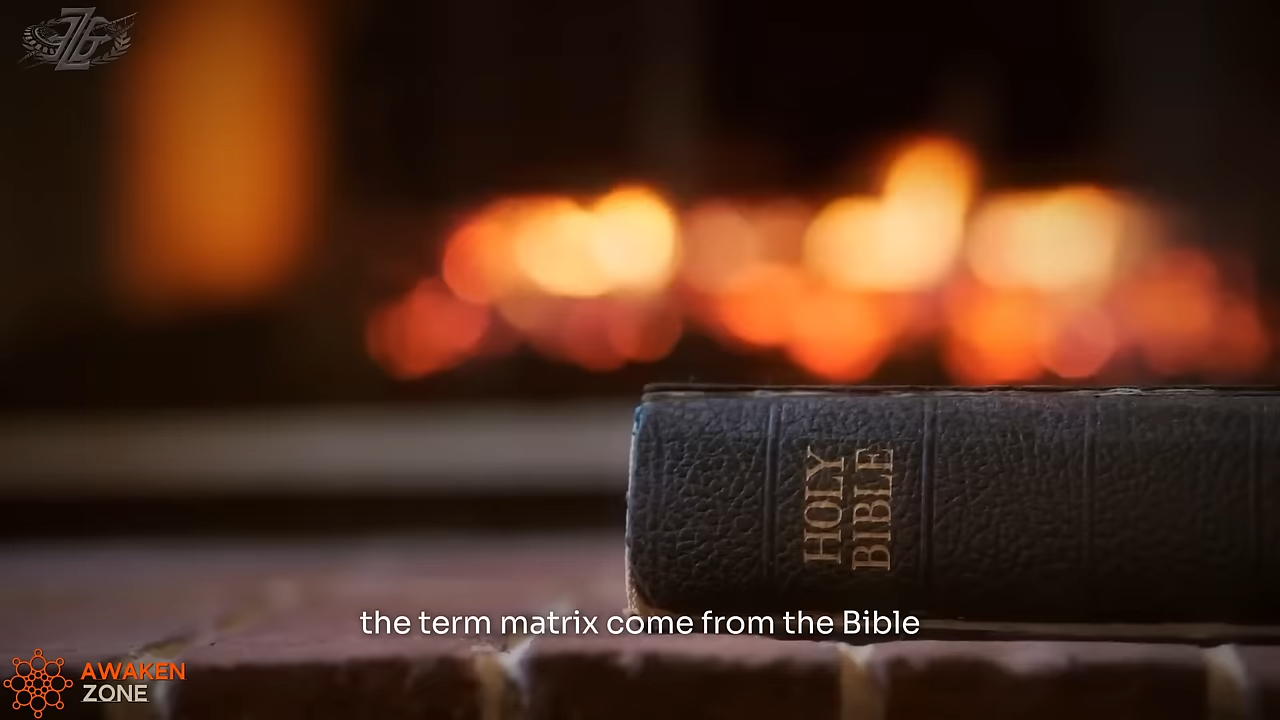 HOLY
BIBLE
the term matrix come from the Bible
AWAKEN
ZONE